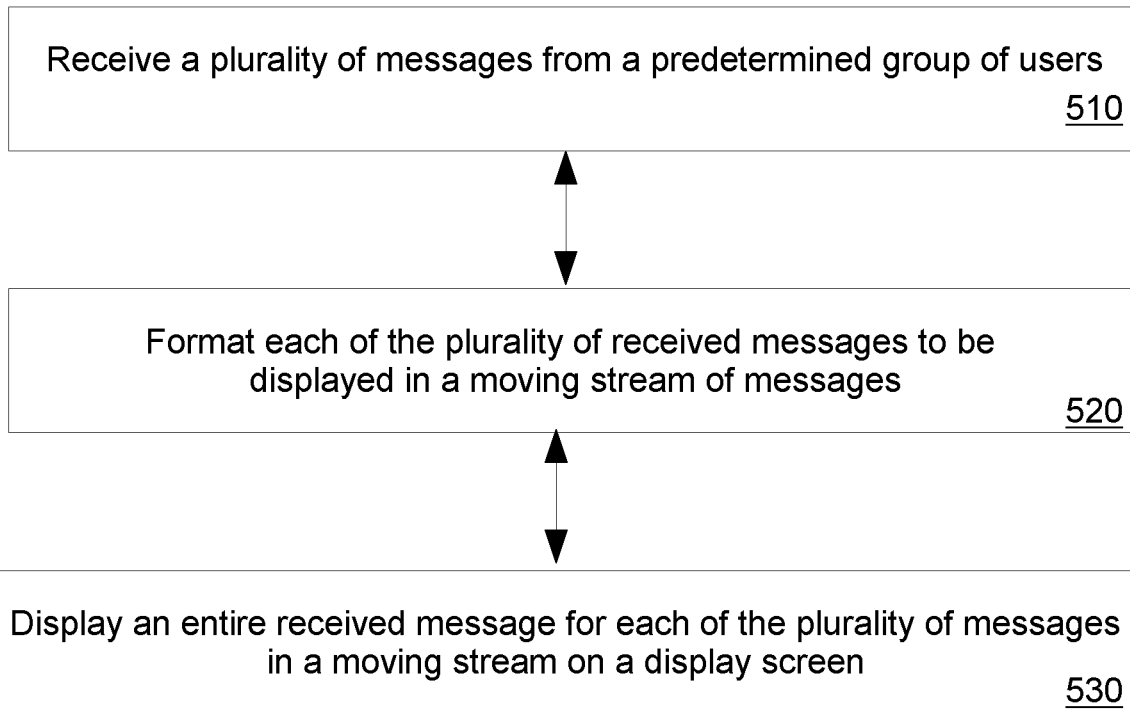 Receive a plurality of messages from a predetermined group of users
510
Format each of the plurality of received messages to be
displayed in a moving stream of messages
520
Display an entire received message for each of the plurality of messages
in a moving stream on a display screen
530